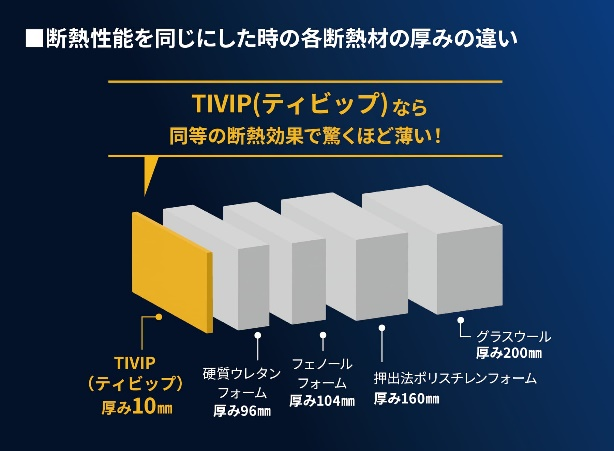 ■断熱性能を同じにした時の各断熱材の厚みの違い
TIVIP(ティビップ)なら
同等の断熱効果で驚くほど薄い!
TIVIP
(ティビップ)
厚み10㎜
硬質ウレタン
フォーム
厚み96㎜
フェノール
フォーム
厚み104㎜
押出法ポリスチレンフォーム
厚み160㎜
グラスウール
厚み200㎜